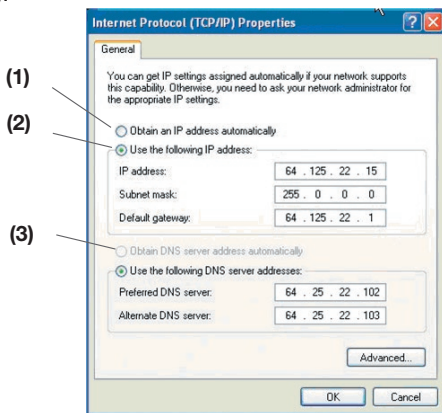 Internet Protocol (TCP/IP) Properties
General
You can get IP settings assigned automatically if your network supports
this capability. Otherwise, you need to ask your network administrator for
the appropriate IP settings.
(1)
Obtain an IP address automatically
(2)
Use the following IP address:
IP address: 64 . 125 . 22 . 15
Subnet mask: 255 . 0 . 0 . 0
Default gateway: 64 . 125 . 22 . 1
(3)
Obtain DNS server address automatically
Use the following DNS server addresses:
Preferred DNS server: 64 . 25 . 22 . 102
Alternate DNS server: 64 . 25 . 22 . 103
Advanced...
OK Cancel